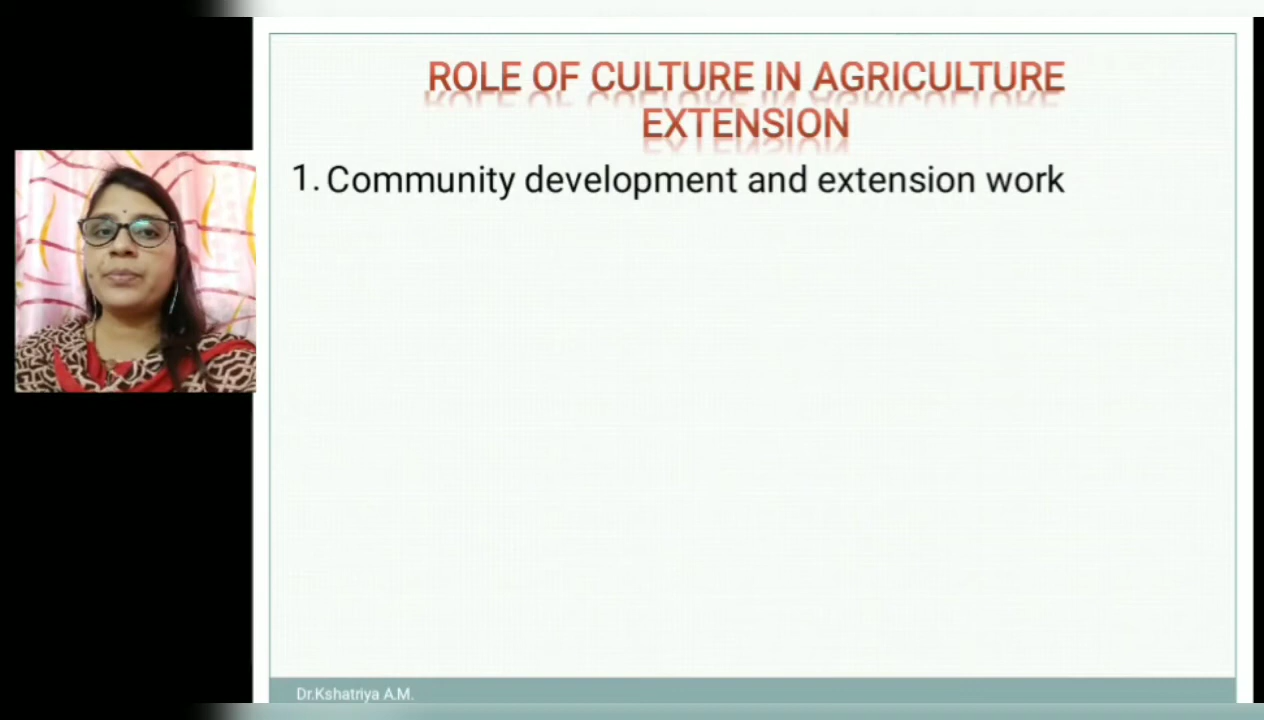 ROLE OF CULTURE IN AGRICULTURE
EXTENSION
1. Community development and extension work
Dr.Kshatriya A.M.